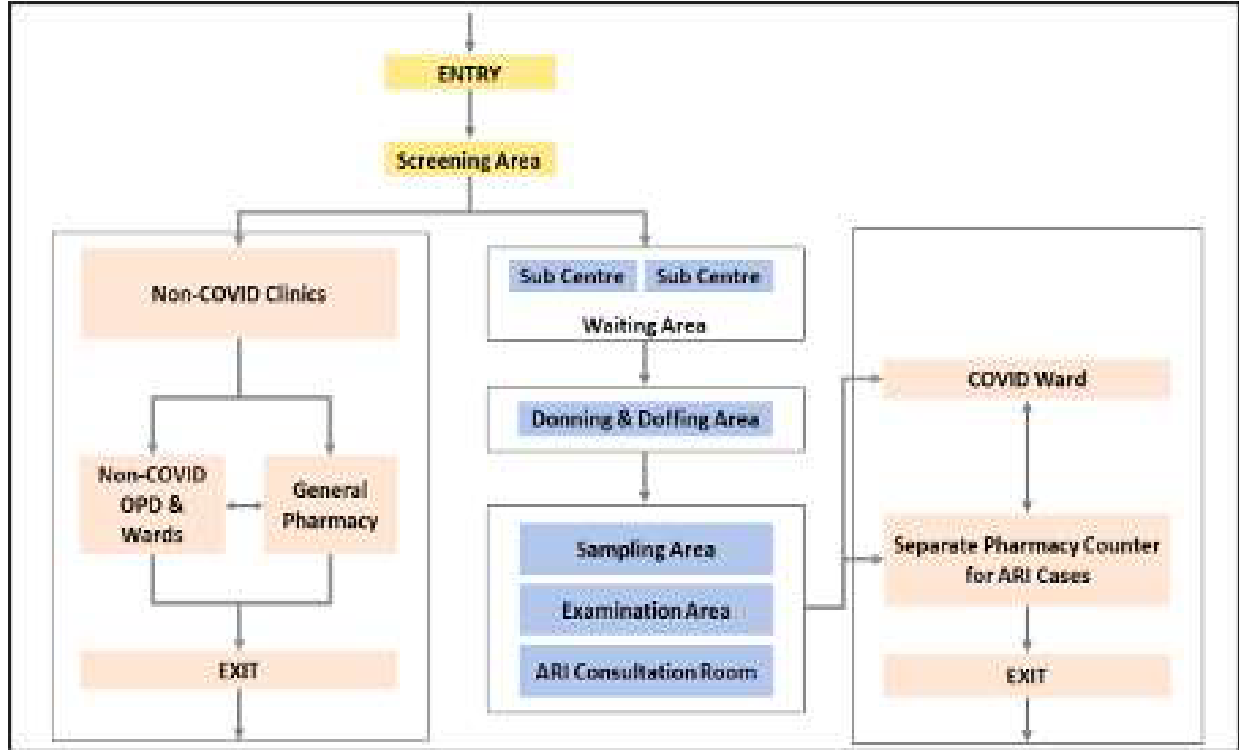 ENTRY
Screening Area
Non-COVID Clinics
Non-COVID
OPD &
Wards
General
Pharmacy
EXIT
Sub Centre
Sub Centre
Waiting Area
Donning & Doffing Area
Sampling Area
Examination Area
ARI Consultation Room
COVID Ward
Separate Pharmacy Counter
for ARI Cases
EXIT